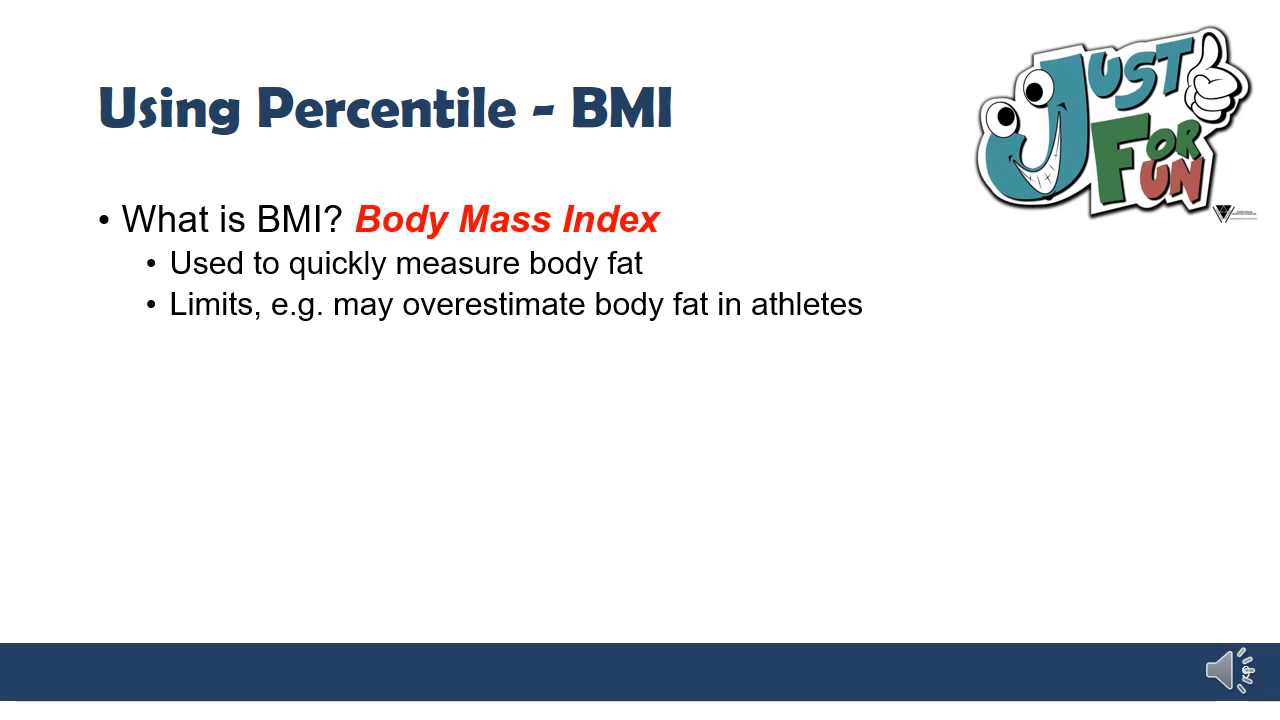 Using Percentile - BMI
JUST
FOR
FUN
• What is BMI? Body Mass Index
• Used to quickly measure body fat
• Limits, e.g. may overestimate body fat in athletes